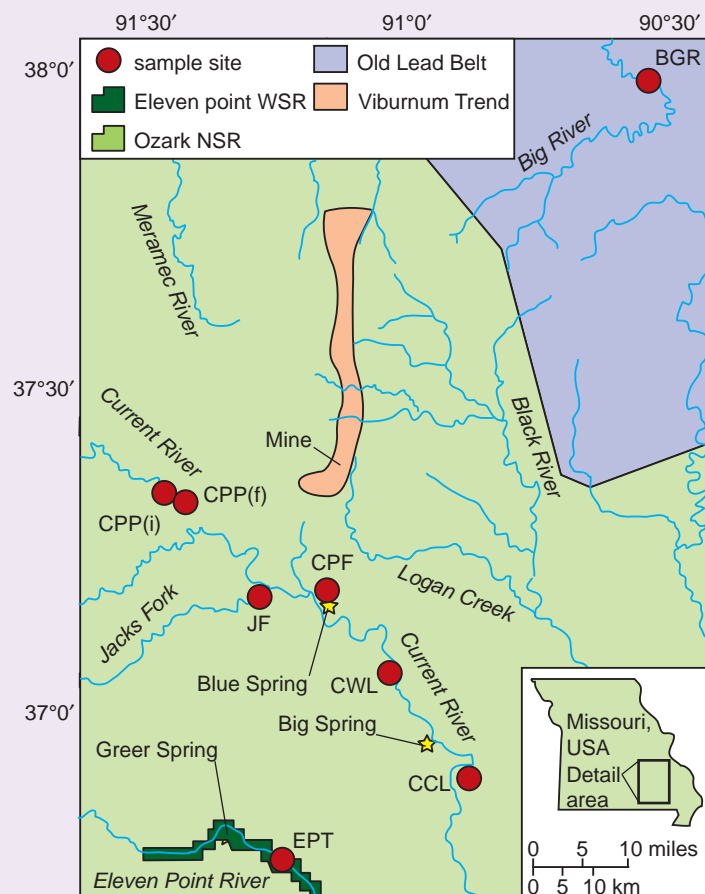 91°30'
91°0'
90°30'
38°0'
37°30'
37°0'
sample site
Eleven point WSR
Ozark NSR
Old Lead Belt
Viburnum Trend
BGR
Big River
Meramec River
Current River
Mine
Black River
CPP(f)
CPP(i)
CPF
Logan Creek
Jacks Fork
JF
Blue Spring
CWL
Current River
Big Spring
Greer Spring
CCL
EPT
Eleven Point River
Missouri,
USA
Detail
area
0 5 10 miles
0 5 10 km